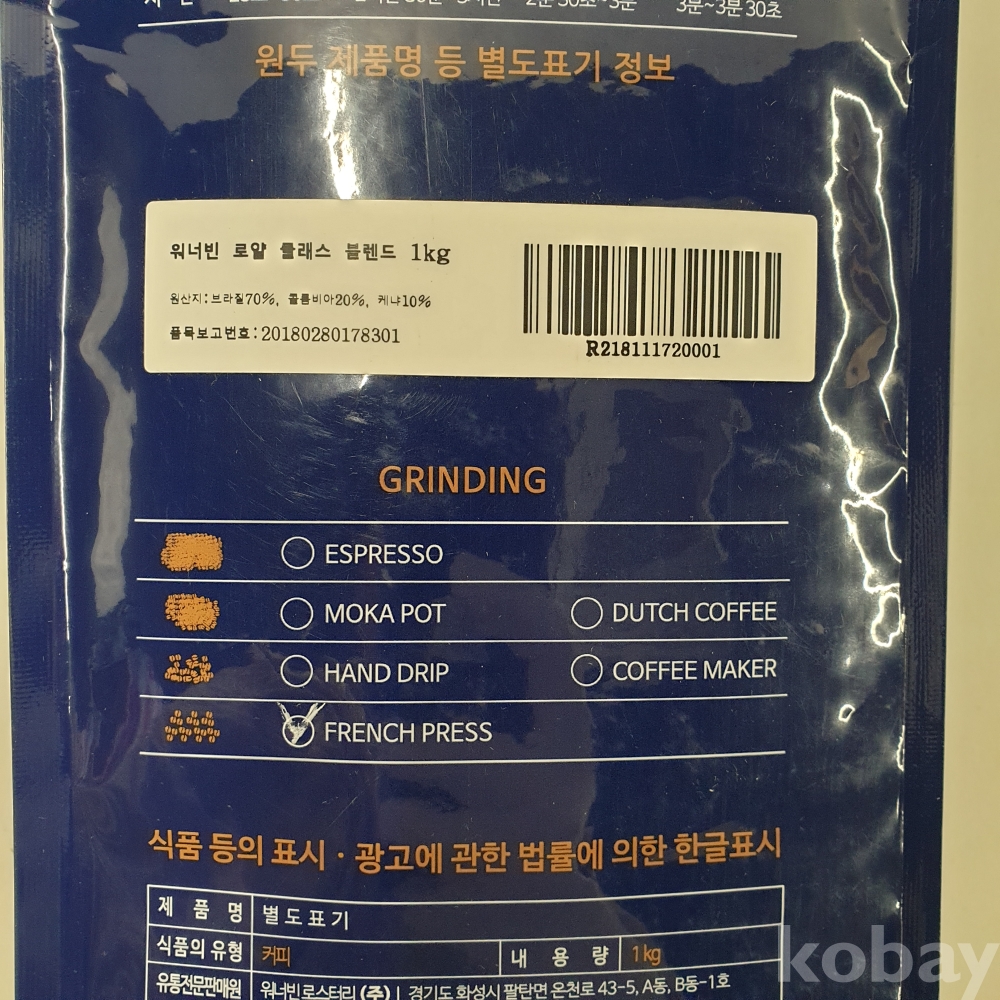 3분~3분 30초
원두 제품명 등 별도표기 정보
워너빈 로얄 클래스 블렌드 1kg
원산지:브라질70%, 콜롬비아20%, 케냐10%
품목보고번호:20180280178301
R218111720001
GRINDING
ESPRESSO
MOKA POT DUTCH COFFEE
HAND DRIP COFFEE MAKER
FRENCH PRESS
식품 등의 표시·광고에 관한 법률에 의한 한글표시
제 품 명 별도표기
식품의 유형 커피 내 용 량 1kg
유통전문판매원 워너빈로스터리 (주) | 경기도 화성시 팔탄면 온천로 43-5, A동, B동-1호
kobay